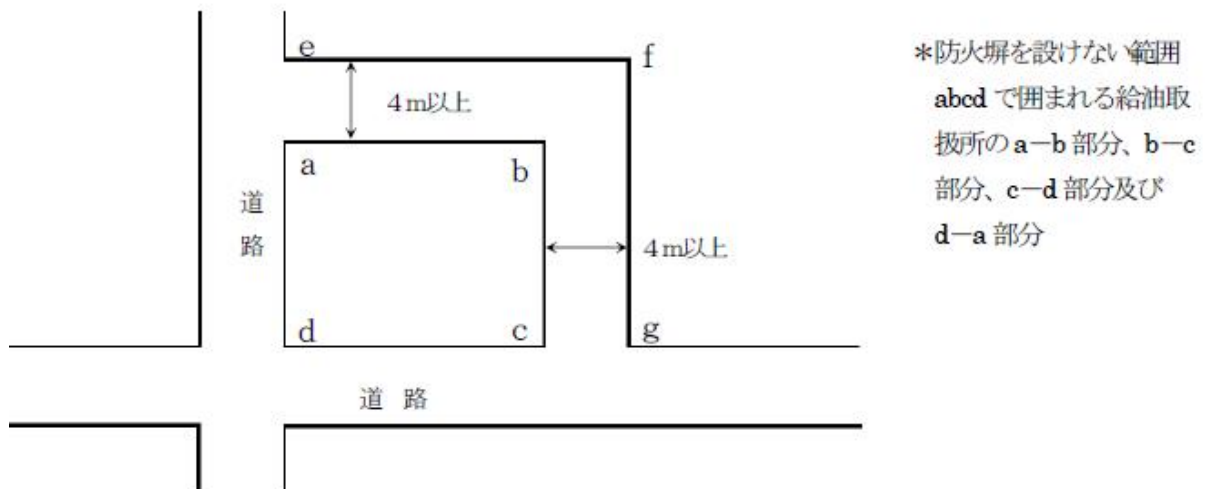 e
f
4m以上
a
b
道
路
4m以上
d
c
g
道 路
*防火塀を設けない範囲
abcd で囲まれる給油取
扱所の a-b 部分、b-c
部分、c-d 部分及び
d-a 部分